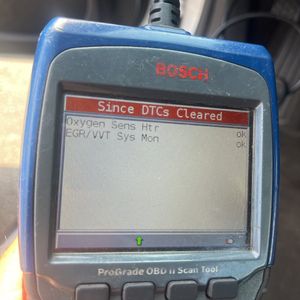 BOSCH
Since DTCs Cleared
Oxygen Sens Htr ok
EGR/VVT Sys Mon ok
ProGrade OBD II Scan Tool